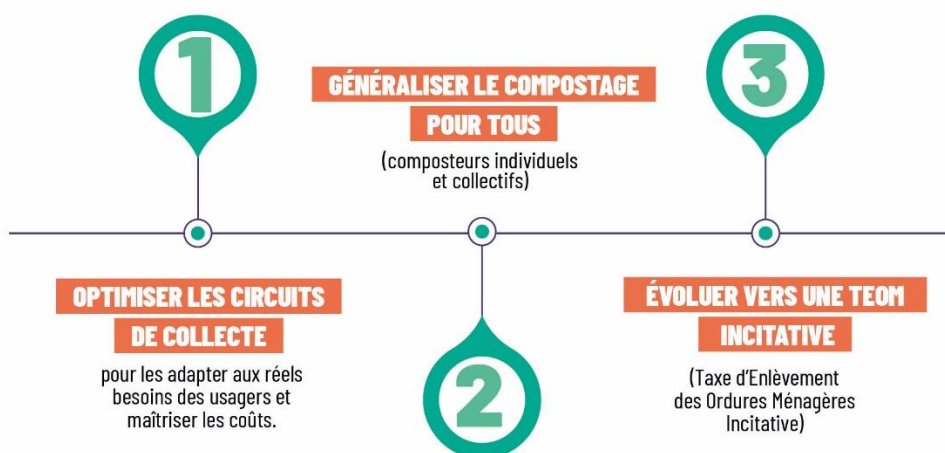 1
OPTIMISER LES CIRCUITS
DE COLLECTE
pour les adapter aux réels
besoins des usagers et
maîtriser les coûts.
2
GÉNÉRALISER LE COMPOSTAGE
POUR TOUS
(composteurs individuels
et collectifs)
3
ÉVOLUER VERS UNE TEOM
INCITATIVE
(Taxe d'Enlèvement
des Ordures Ménagères
Incitative)